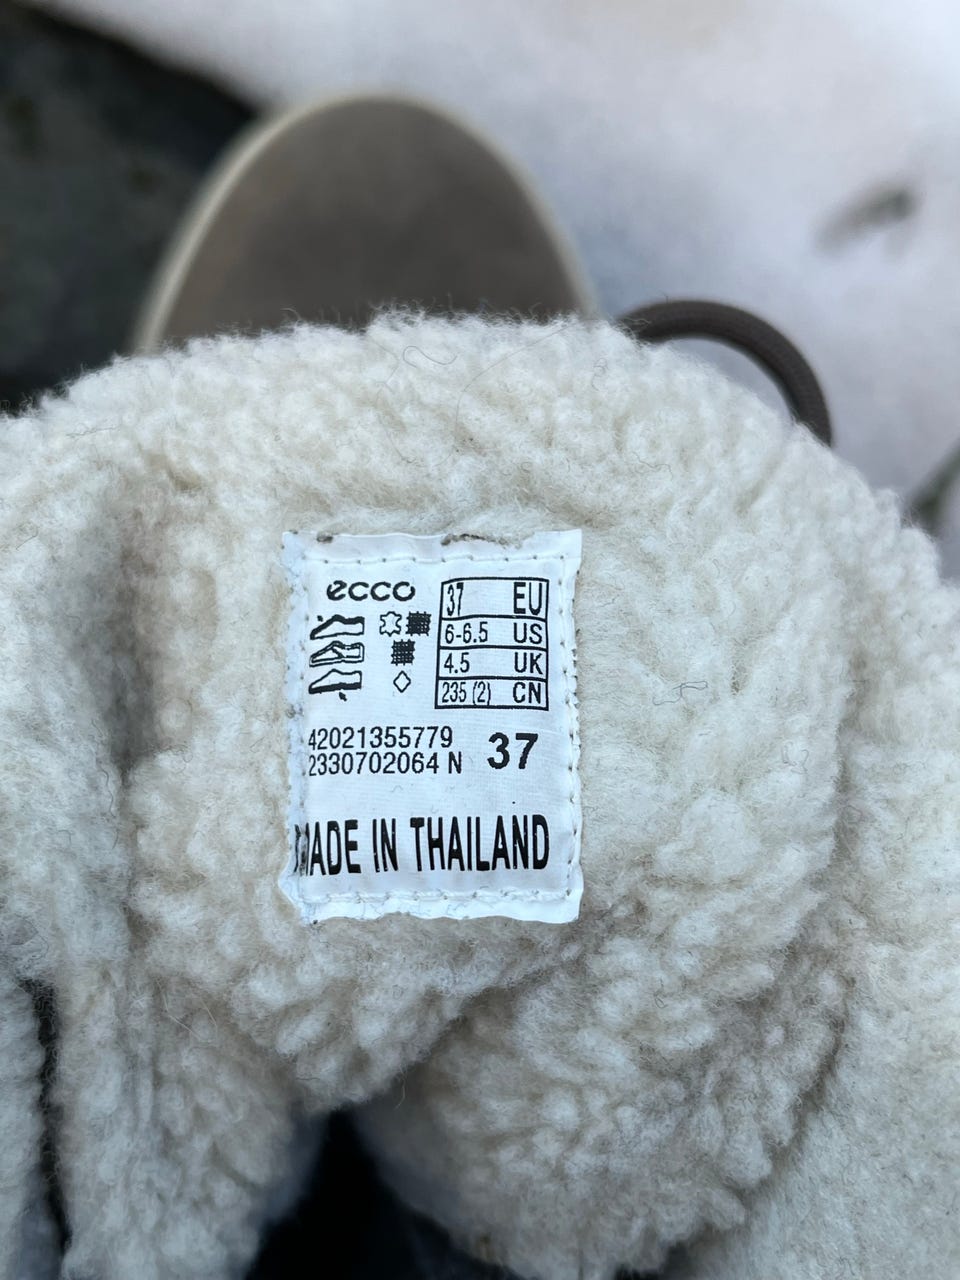 ecco
37 EU
6-6.5 US
4.5 UK
235 (2) CN
42021355779
2330702064 N
37
MADE IN THAILAND